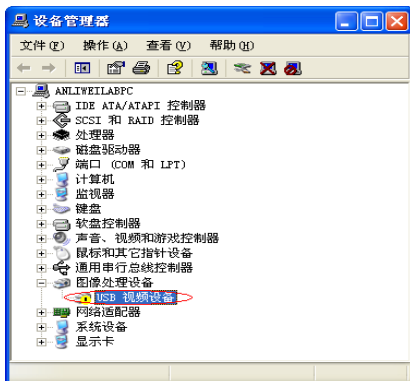 设备管理器
文件(F) 操作(A) 查看(V) 帮助(H)
ANLIWEILABPC
IDE ATA/ATAPI 控制器
SCSI 和 RAID 控制器
处理器
磁盘驱动器
端口 (COM 和 LPT)
计算机
监视器
键盘
软盘控制器
声音、视频和游戏控制器
鼠标和其它指针设备
通用串行总线控制器
图像处理设备
USB 视频设备
网络适配器
系统设备
显示卡